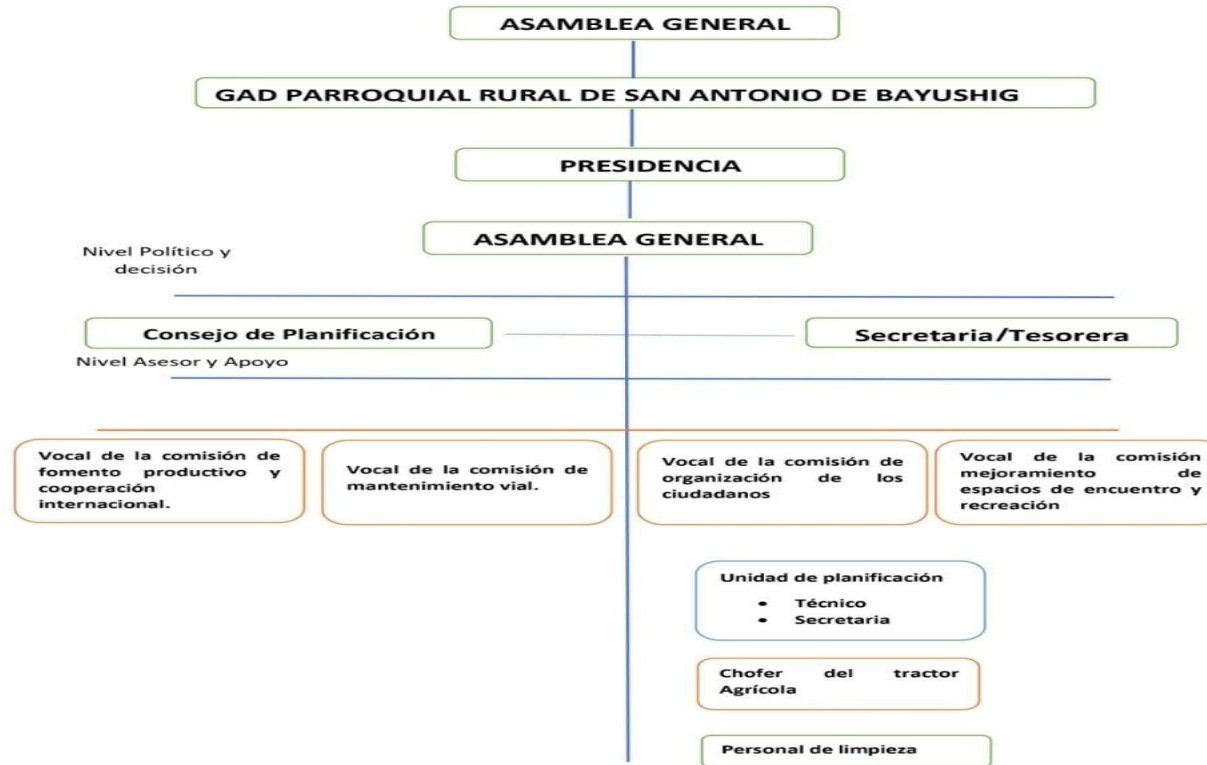 ASAMBLEA GENERAL
GAD PARROQUIAL RURAL DE SAN ANTONIO DE BAYUSHIG
PRESIDENCIA
ASAMBLEA GENERAL
Nivel Político y
decisión
Consejo de Planificación
Secretaria/Tesorera
Nivel Asesor y Apoyo
Vocal de la comisión de
fomento productivo y
cooperación
internacional.
Vocal de la comisión de
mantenimiento vial.
Vocal de la comisión de
organización de los
ciudadanos
Vocal de la comisión
mejoramiento de
espacios de encuentro y
recreación
Unidad de planificación
• Técnico
• Secretaria
Chofer del tractor
Agrícola
Personal de limpieza